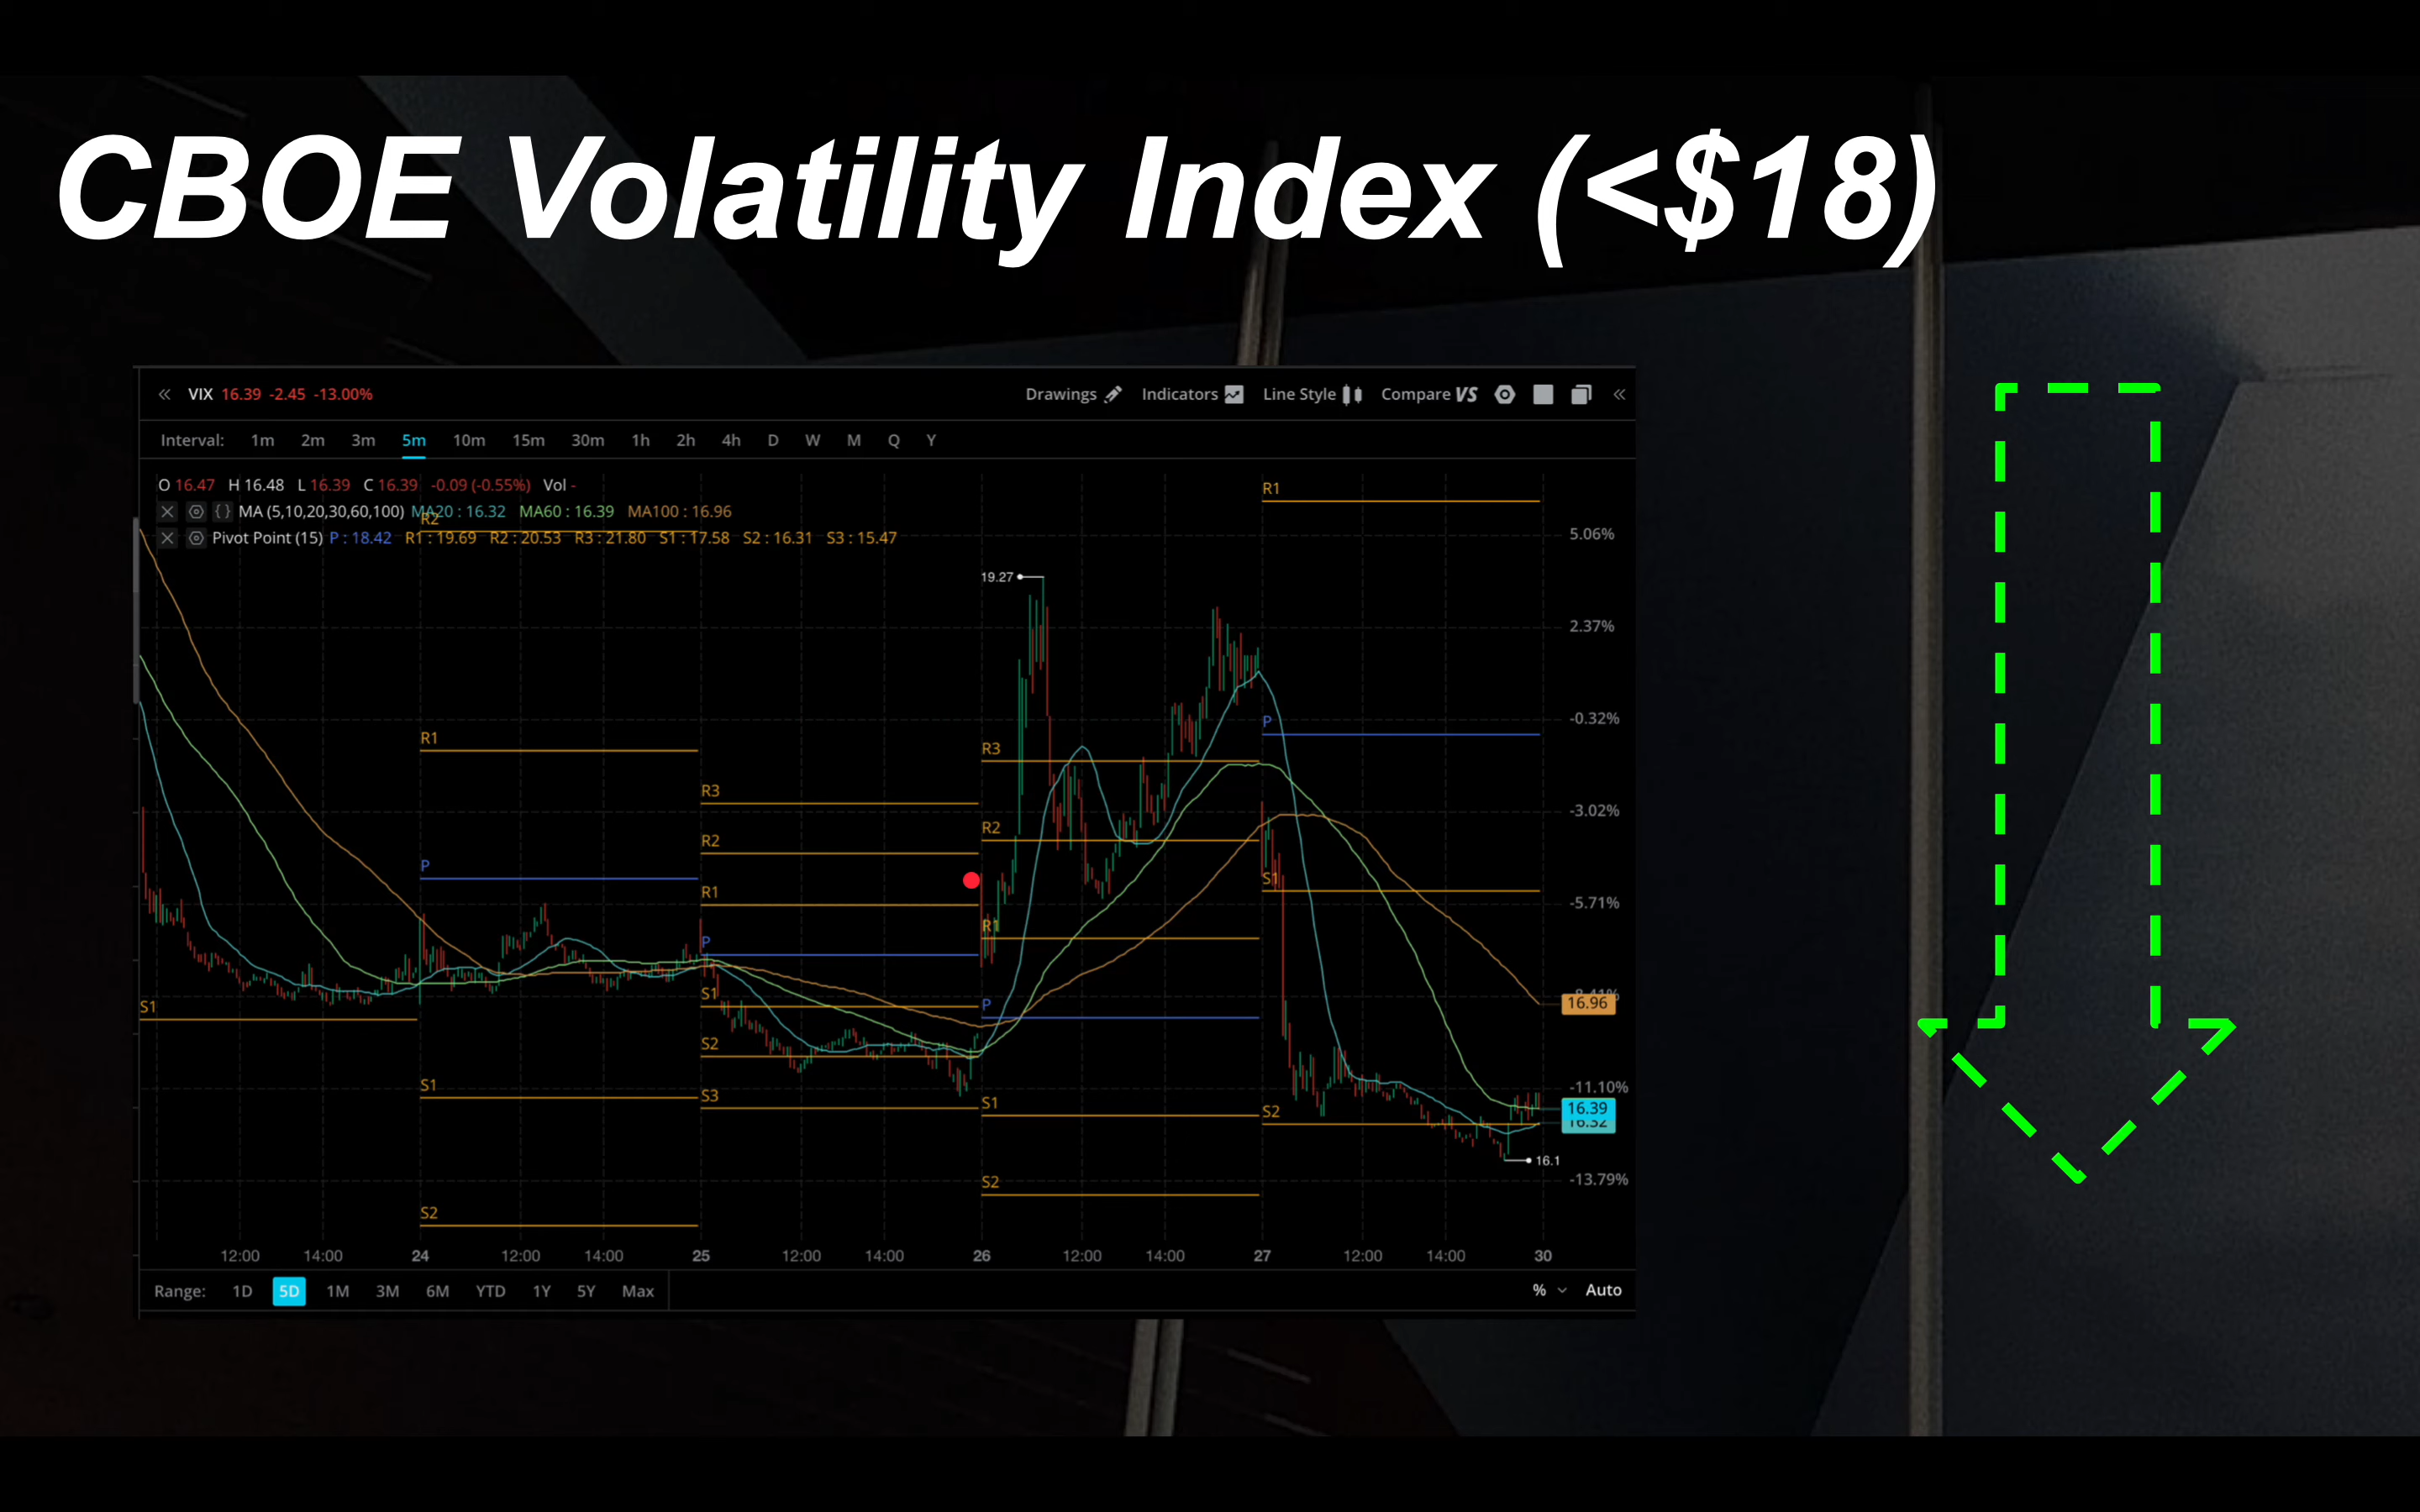 CBOE Volatility Index (<$18)
VIX 16.39 -2.45 -13.00% Drawings Indicators Line Style Compare VS
Interval: 1m 2m 3m 5m 10m 15m 30m 1h 2h 4h D W M Q Y
O 16.47 H 16.48 L 16.39 C 16.39 -0.09 (-0.55%) Vol -
R1
MA (5,10,20,30,60,100) MA20 : 16.32 MA60 : 16.39 MA100 : 16.96
R2
Pivot Point (15) P : 18.42 R1 : 19.69 R2 : 20.53 R3 : 21.80 S1 : 17.58 S2 : 16.31 S3 : 15.47
5.06%
19.27
2.37%
P
-0.32%
R1
R3
R3
-3.02%
R2
R2
P
S1
R1
-5.71%
R1
P
S1
P
S1
16.96
S2
S1
-11.10%
S3
S1
S2
16.39
16.32
16.1
-13.79%
S2
S2
12:00 14:00 24 12:00 14:00 25 12:00 14:00 26 12:00 14:00 27 12:00 14:00 30
Range: 1D 5D 1M 3M 6M YTD 1Y 5Y Max % Auto